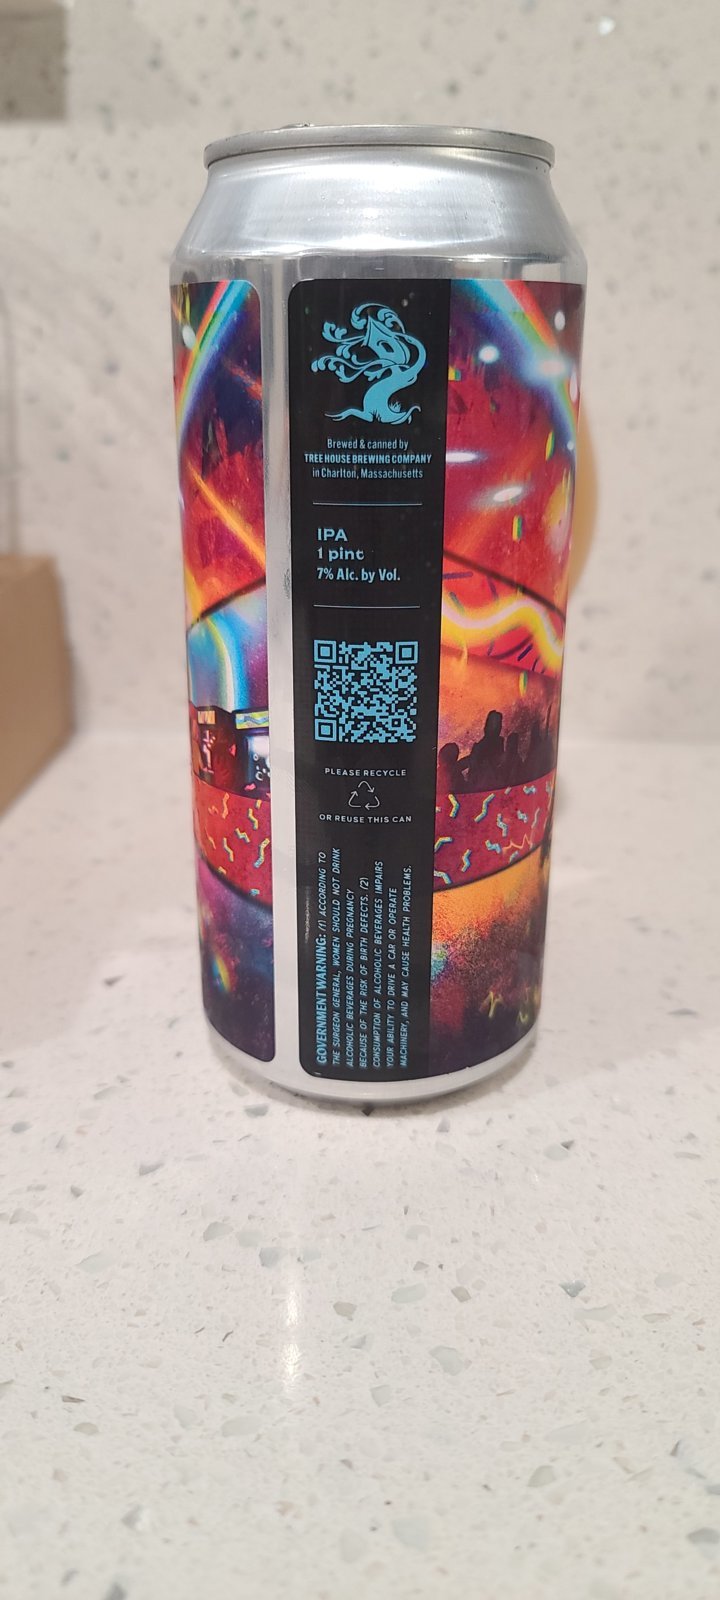 Brewed & canned by
TREE HOUSE BREWING COMPANY
in Charlton, Massachusetts
IPA
1 pint
7% Alc. by Vol.
PLEASE RECYCLE
OR REUSE THIS CAN
GOVERNMENT WARNING: (1) ACCORDING TO
THE SURGEON GENERAL, WOMEN SHOULD NOT DRINK
ALCOHOLIC BEVERAGES DURING PREGNANCY
BECAUSE OF THE RISK OF BIRTH DEFECTS. (2)
CONSUMPTION OF ALCOHOLIC BEVERAGES IMPAIRS
YOUR ABILITY TO DRIVE A CAR OR OPERATE
MACHINERY, AND MAY CAUSE HEALTH PROBLEMS.